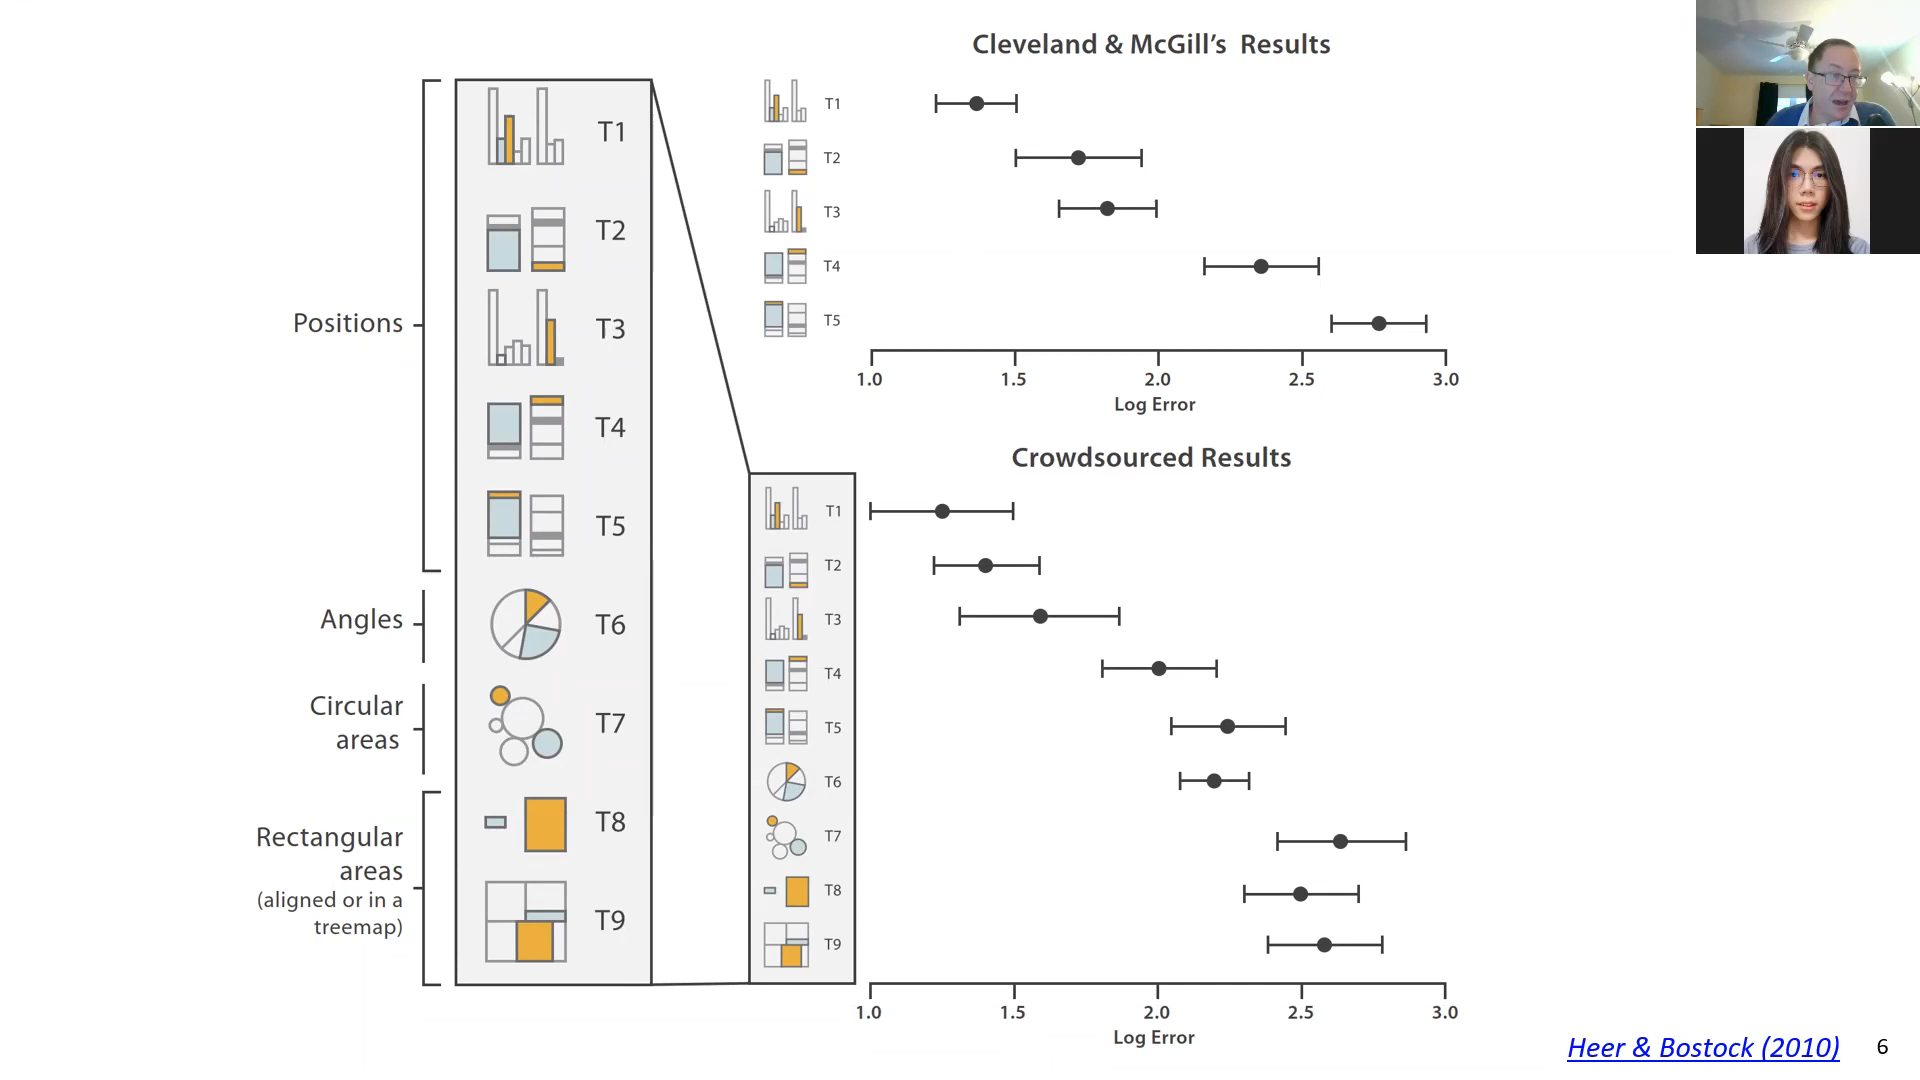 Cleveland & McGill's Results
T1
T2
T3
T4
T5
1.0 1.5 2.0 2.5 3.0
Log Error
Positions
Angles
Circular
areas
Rectangular
areas
(aligned or in a
treemap)
T1
T2
T3
T4
T5
T6
T7
T8
T9
Crowdsourced Results
T1
T2
T3
T4
T5
T6
T7
T8
T9
1.0 1.5 2.0 2.5 3.0
Log Error
Heer & Bostock (2010)
6